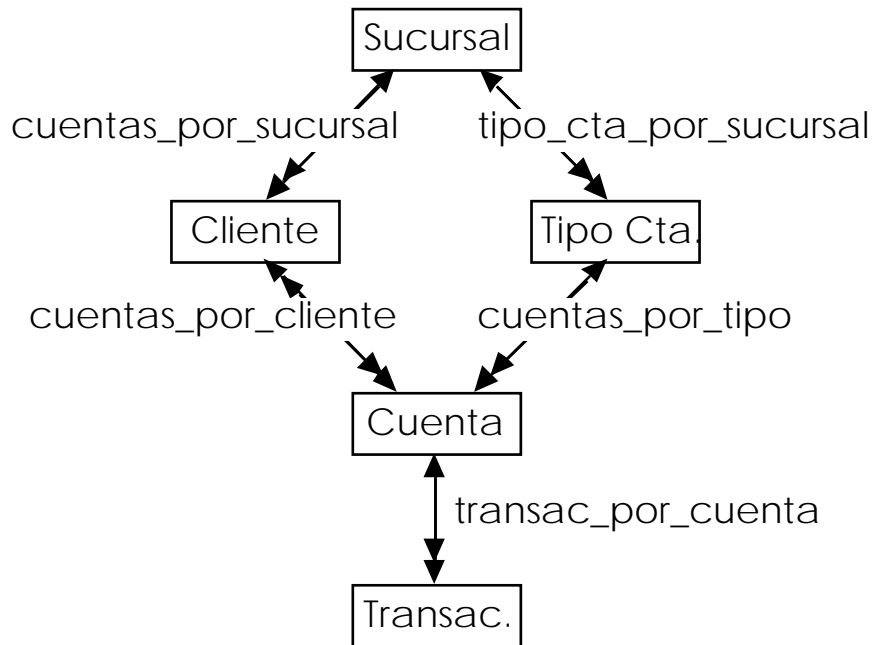 Sucursal
cuentas_por_sucursal
tipo_cta_por_sucursal
Cliente
Tipo Cta.
cuentas_por_cliente
cuentas_por_tipo
Cuenta
transac_por_cuenta
Transac.